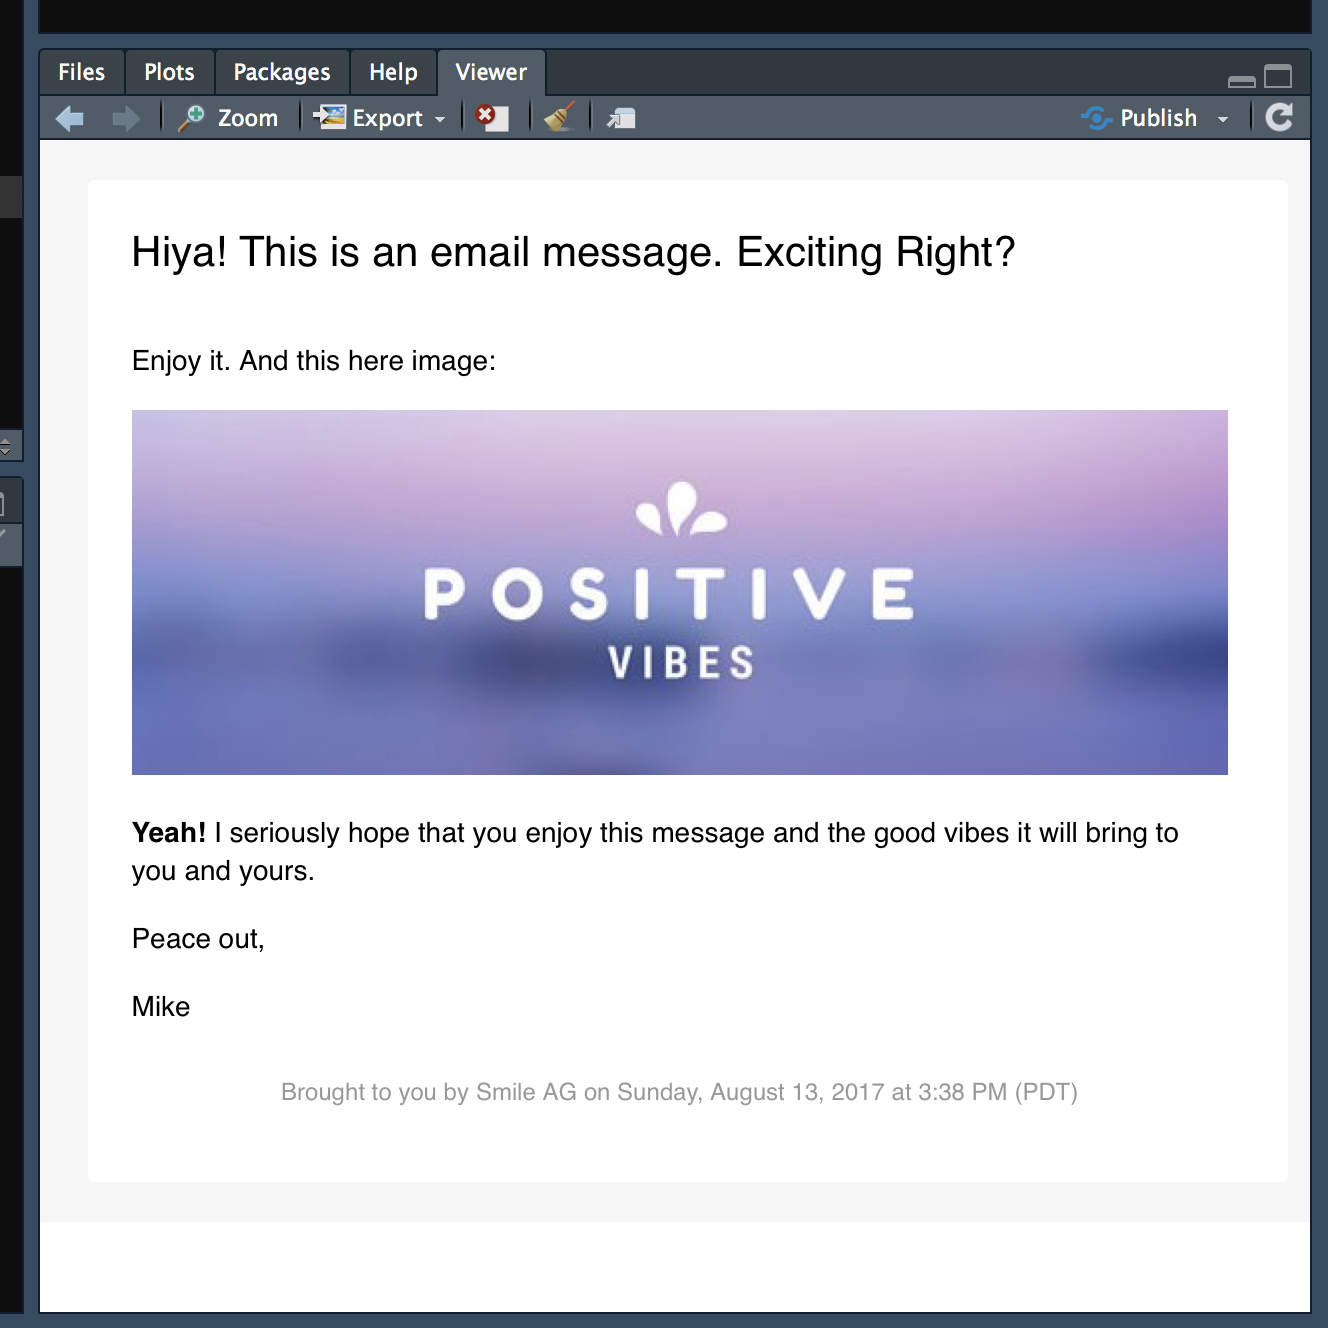 Files Plots Packages Help Viewer
Zoom Export Publish
Hiya! This is an email message. Exciting Right?
Enjoy it. And this here image:
POSITIVE
VIBES
Yeah! I seriously hope that you enjoy this message and the good vibes it will bring to
you and yours.
Peace out,
Mike
Brought to you by Smile AG on Sunday, August 13, 2017 at 3:38 PM (PDT)